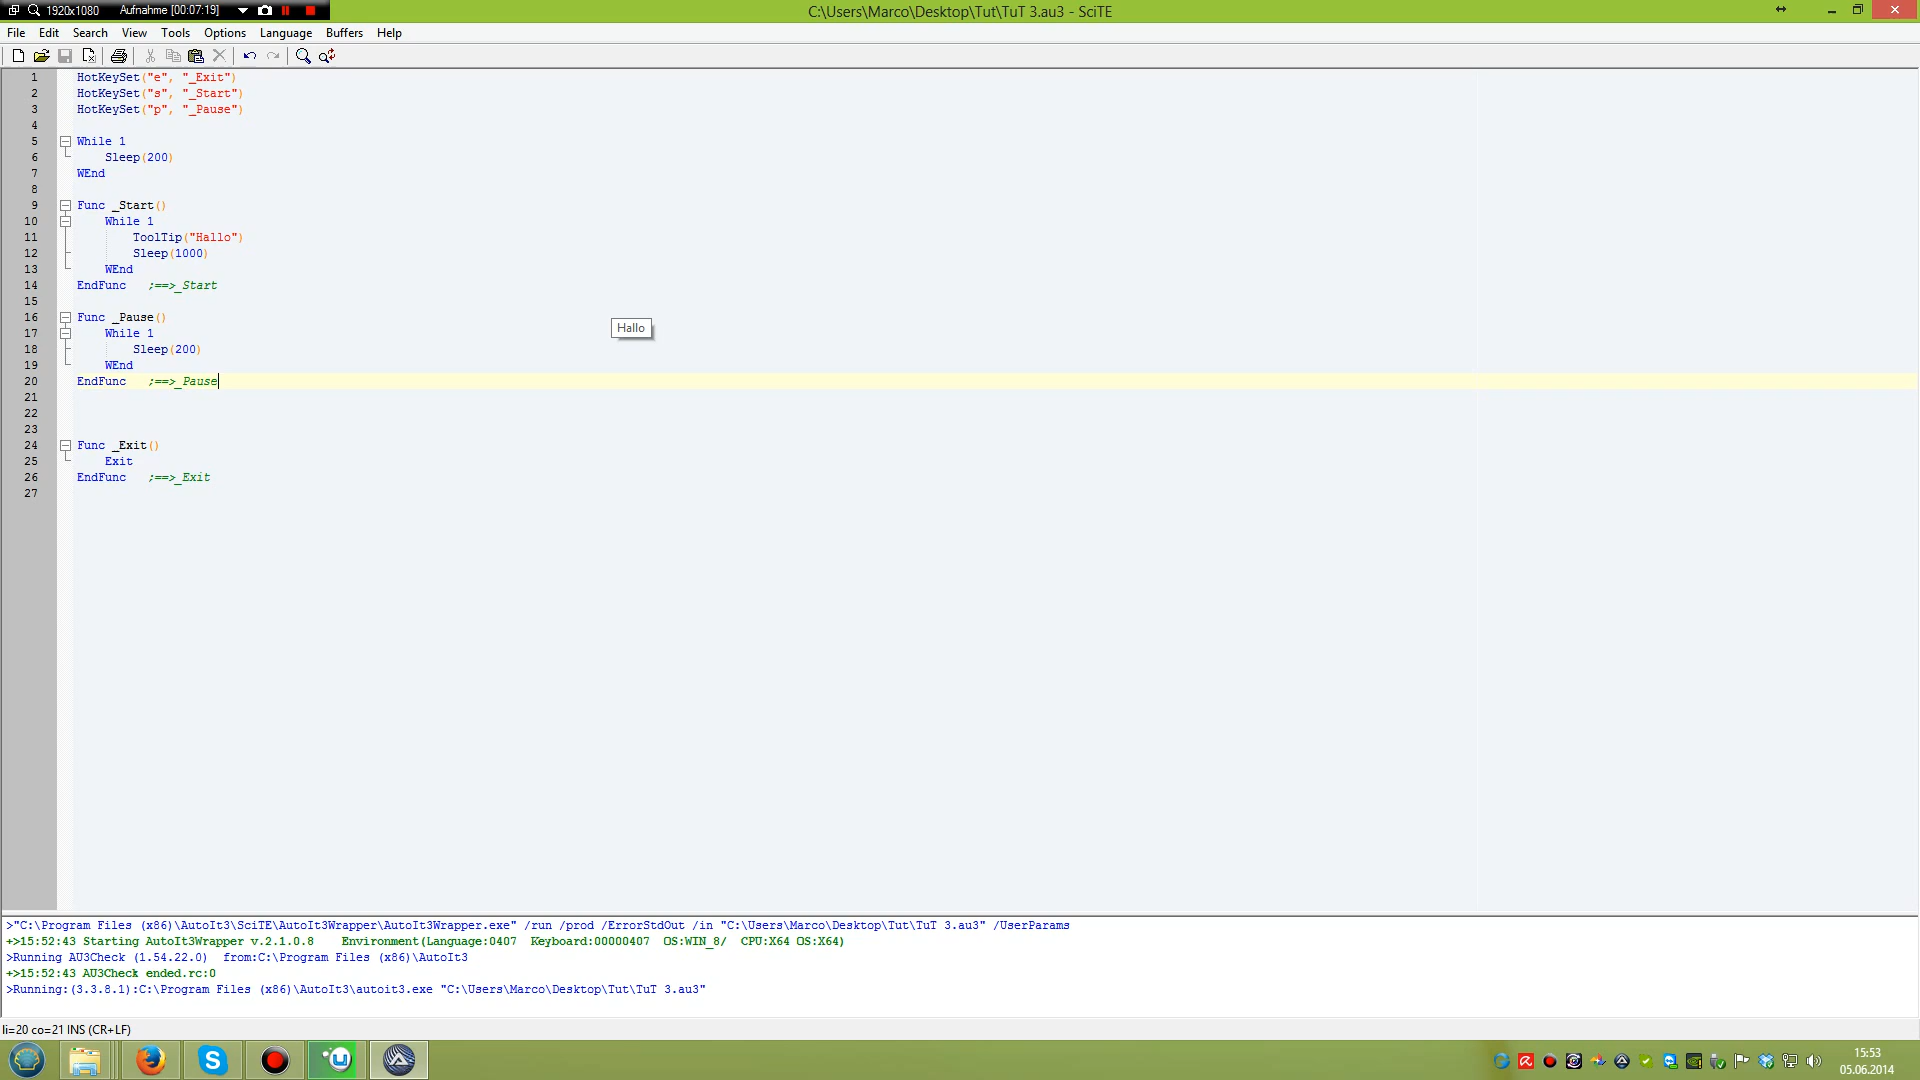 1920x1080 Aufnahme [00:07:19] C:\Users\Marco\Desktop\Tut\TuT 3.au3 - SciTE
File Edit Search View Tools Options Language Buffers Help
1 HotKeySet("e", "_Exit")
2 HotKeySet("s", "_Start")
3 HotKeySet("p", "_Pause")
4
5 While 1
6 Sleep(200)
7 WEnd
8
9 Func _Start()
10 While 1
11 ToolTip("Hallo")
12 Sleep(1000)
13 WEnd
14 EndFunc ;==>_Start
15
16 Func _Pause()
17 While 1
Hallo
18 Sleep(200)
19 WEnd
20 EndFunc ;==>_Pause
21
22
23
24 Func _Exit()
25 Exit
26 EndFunc ;==>_Exit
27
>"C:\Program Files (x86)\AutoIt3\SciTE\AutoIt3Wrapper\AutoIt3Wrapper.exe" /run /prod /ErrorStdOut /in "C:\Users\Marco\Desktop\Tut\TuT 3.au3" /UserParams
+>15:52:43 Starting AutoIt3Wrapper v.2.1.0.8 Environment(Language:0407 Keyboard:00000407 OS:WIN_8/ CPU:X64 OS:X64)
>Running AU3Check (1.54.22.0) from:C:\Program Files (x86)\AutoIt3
+>15:52:43 AU3Check ended.rc:0
>Running:(3.3.8.1):C:\Program Files (x86)\AutoIt3\autoit3.exe "C:\Users\Marco\Desktop\Tut\TuT 3.au3"
li=20 co=21 INS (CR+LF)
15:53
05.06.2014